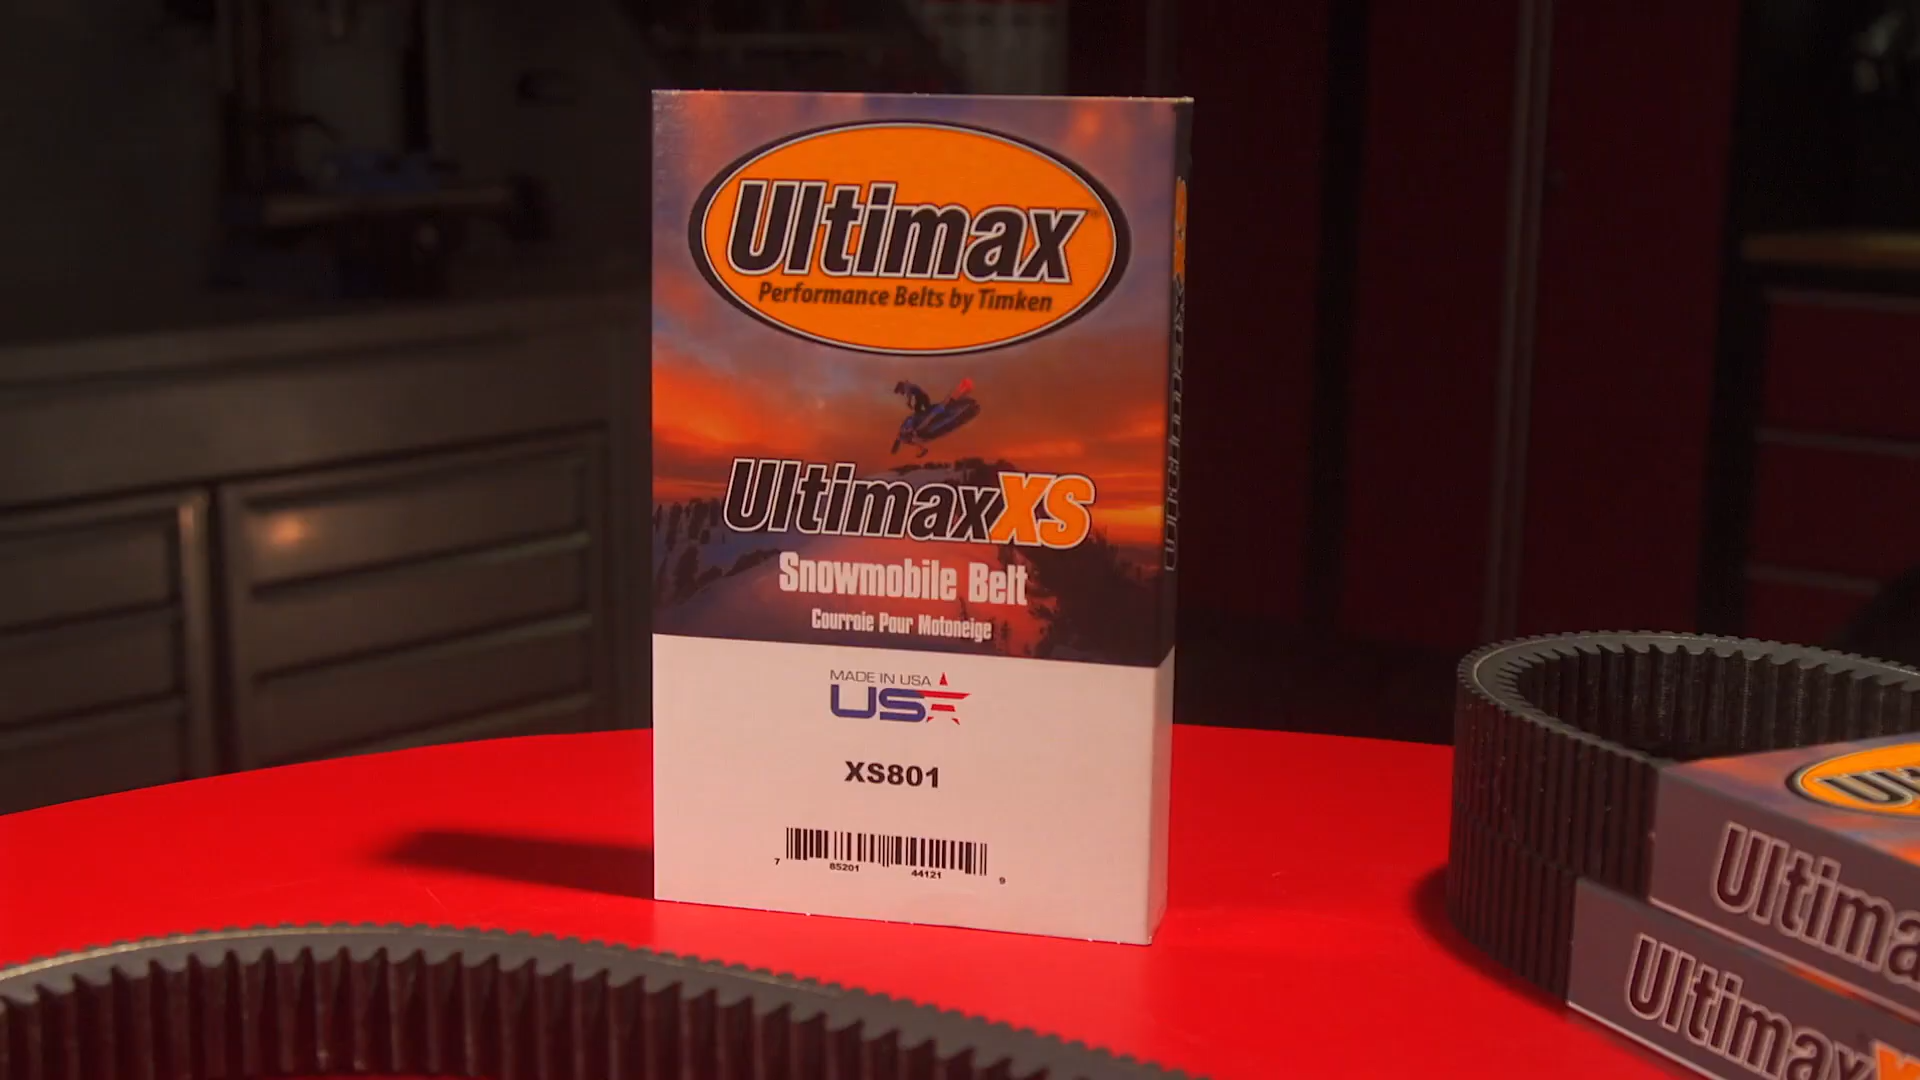 Ultimax
Performance Belts by Timken
UltimaxXS
Snowmobile Belt
Courroie Pour Motoneige
MADE IN USA
USA
XS801
7 85201 44121 9
Ultimax
UltimaxX